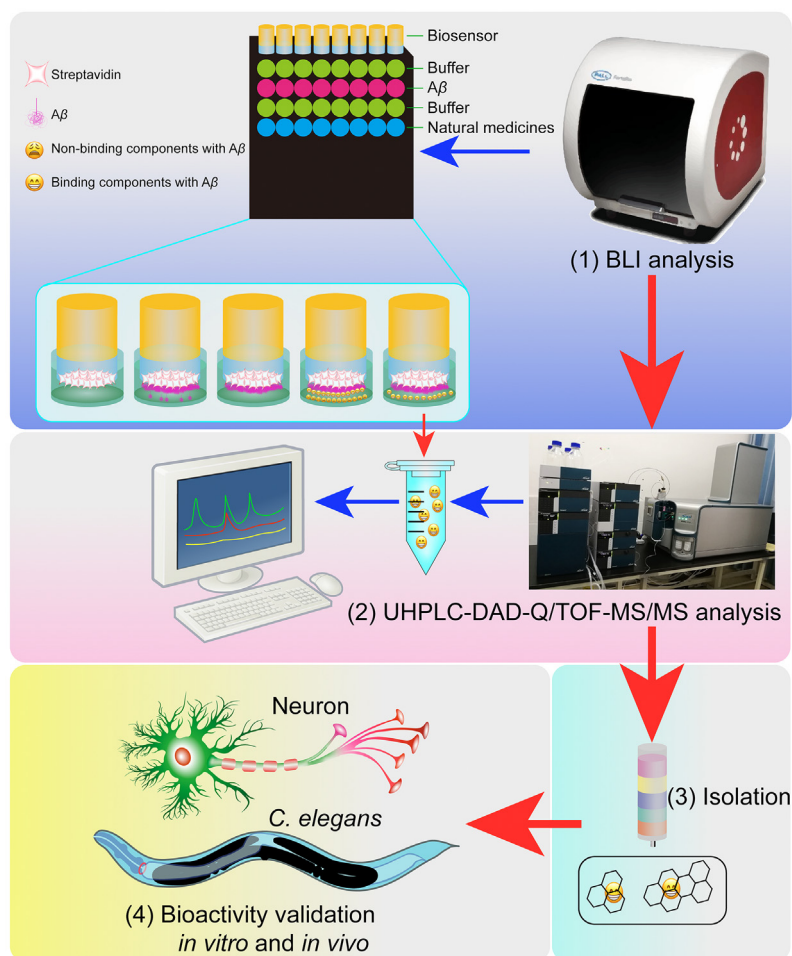 Biosensor
Buffer
Aβ
Buffer
Natural medicines
Streptavidin
Aβ
Non-binding components with Aβ
Binding components with Aβ
PALL
(1) BLI analysis
(2) UHPLC-DAD-Q/TOF-MS/MS analysis
Neuron
C. elegans
(3) Isolation
(4) Bioactivity validation
in vitro and in vivo